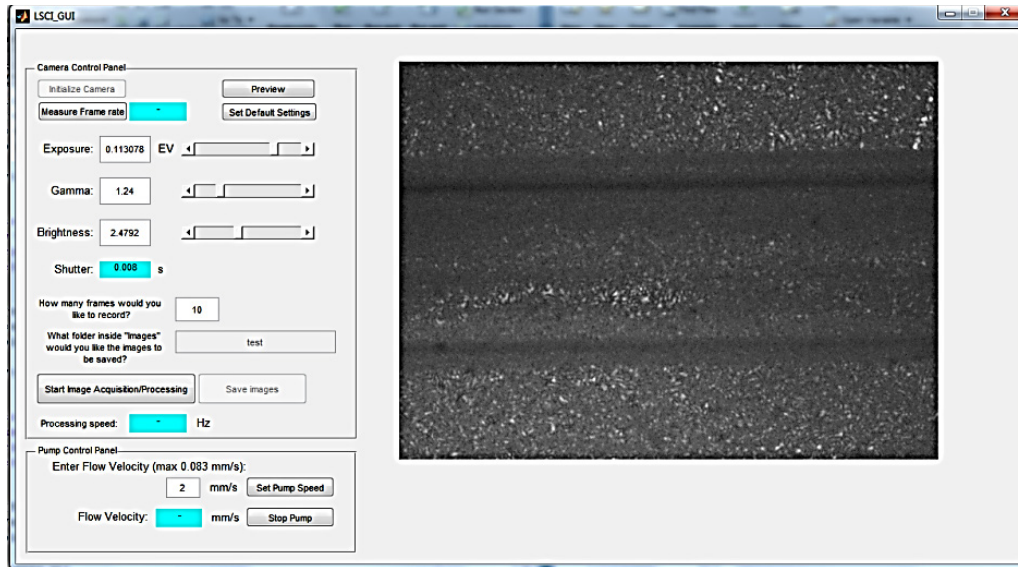 LSCI_GUI
Camera Control Panel
Initialize Camera
Preview
Measure Frame rate
-
Set Default Settings
Exposure:
0.113078
EV
Gamma:
1.24
Brightness:
2.4792
Shutter:
0.008
s
How many frames would you
like to record?
10
What folder inside "Images"
would you like the images to
be saved?
test
Start Image Acquisition/Processing
Save images
Processing speed:
-
Hz
Pump Control Panel
Enter Flow Velocity (max 0.083 mm/s):
2
mm/s
Set Pump Speed
Flow Velocity:
-
mm/s
Stop Pump